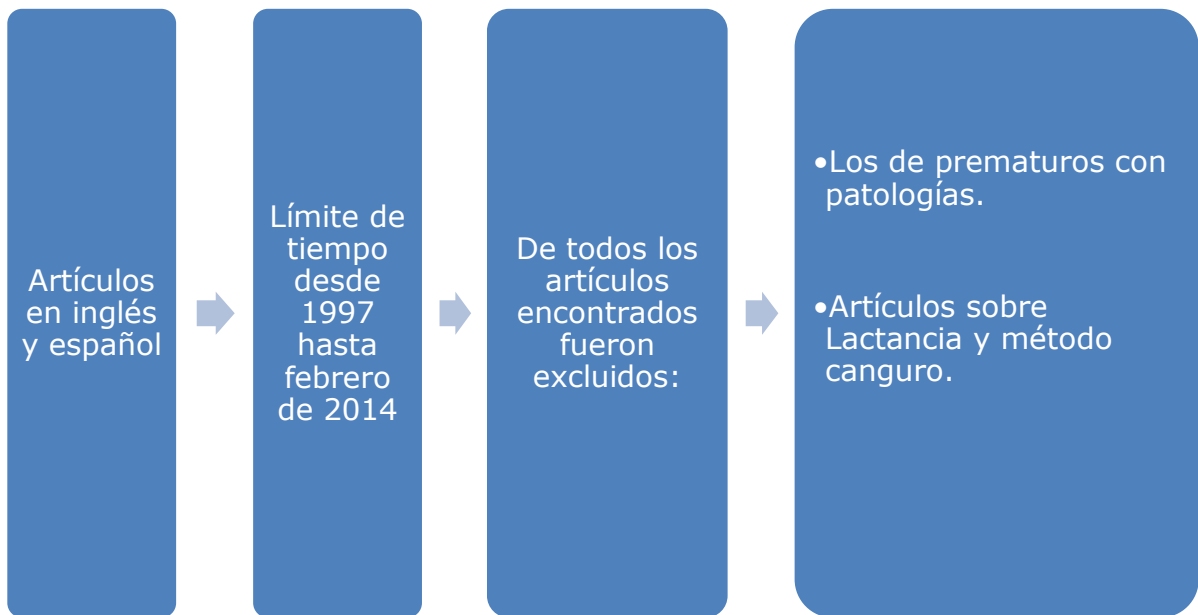 Artículos
en inglés
y español
Límite de
tiempo
desde
1997
hasta
febrero
de 2014
De todos los
artículos
encontrados
fueron
excluidos:
•Los de prematuros con
patologías.
•Artículos sobre
Lactancia y método
canguro.